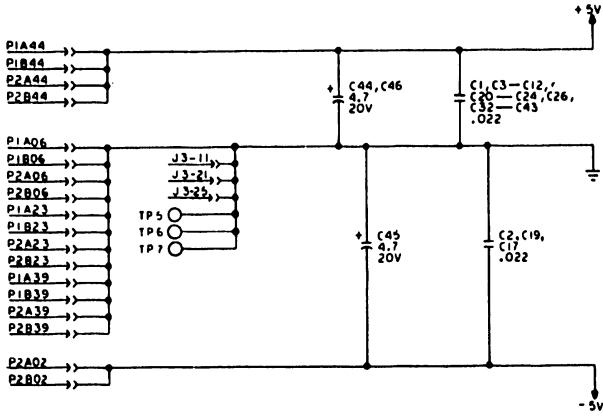 +5V
P1A44
P1B44
P2A44
P2B44
+
C44, C46
4.7
20V
C1, C3—C12,
C20—C24, C26,
C32—C43
.022
P1A06
P1B06
P2A06
P2B06
P1A23
P1B23
P2A23
P2B23
P1A39
P1B39
P2A39
P2B39
J3-11
J3-21
J3-25
TP5
TP6
TP7
+
C45
4.7
20V
C2, C19,
C17
.022
P2A02
P2B02
-5V